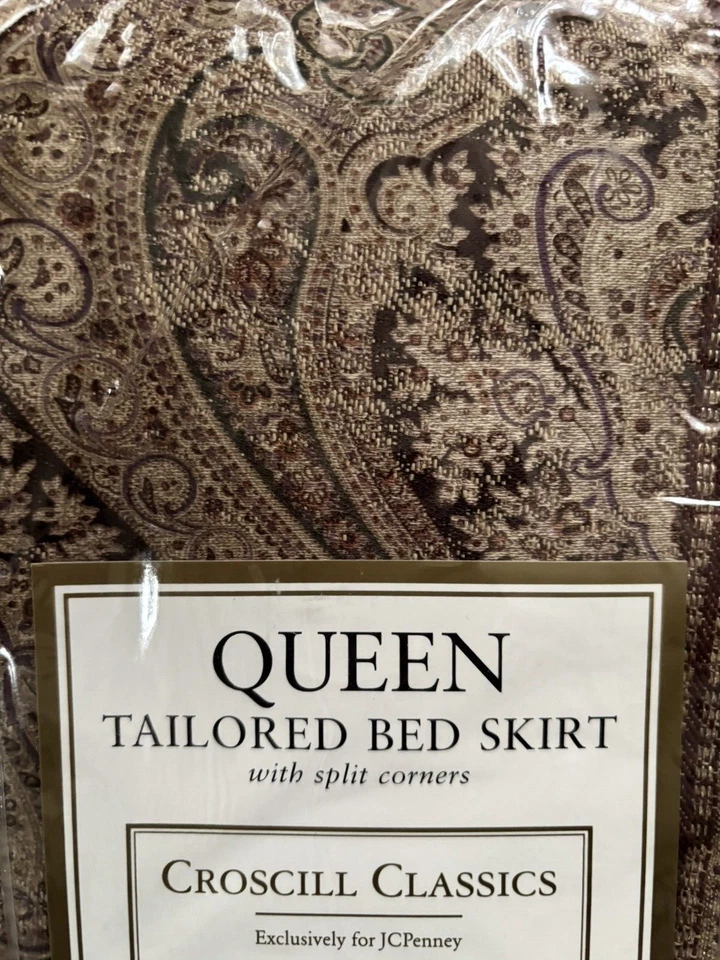 QUEEN
TAILORED BED SKIRT
with split corners
CROSCILL CLASSICS
Exclusively for JCPenney